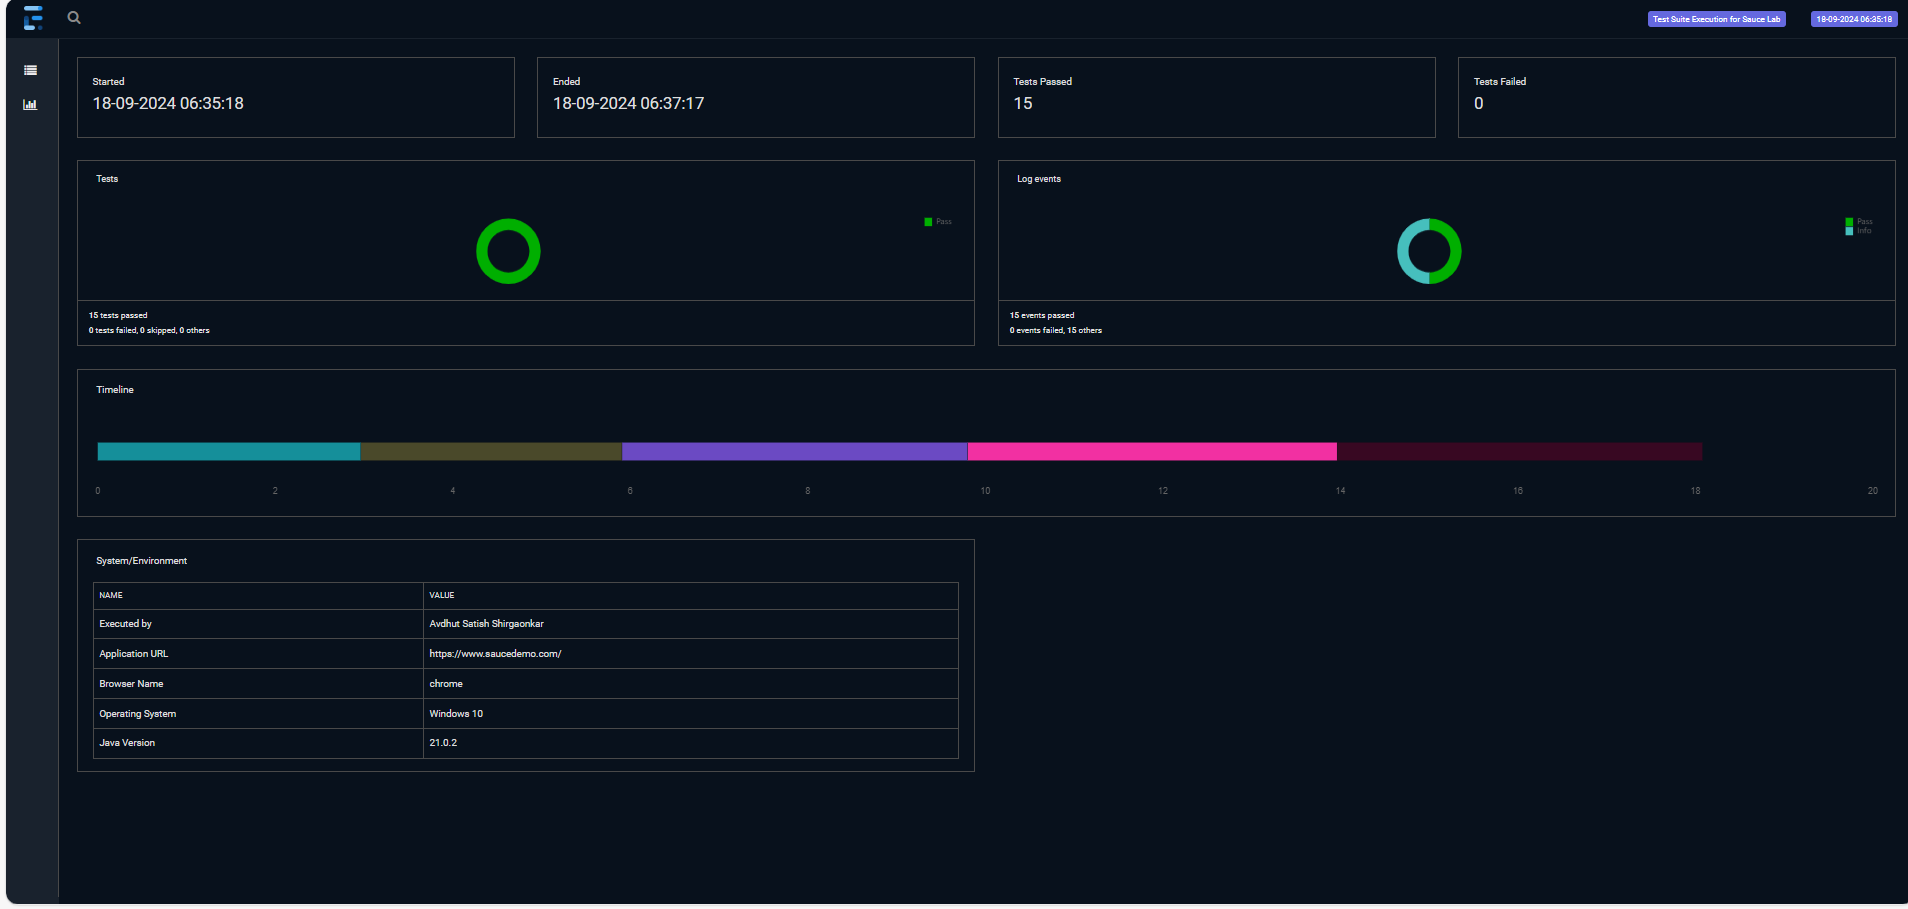 Test Suite Execution for Sauce Lab
18-09-2024 06:35:18
Started
18-09-2024 06:35:18
Ended
18-09-2024 06:37:17
Tests Passed
15
Tests Failed
0
Tests
Pass
15 tests passed
0 tests failed, 0 skipped, 0 others
Log events
Pass
Info
15 events passed
0 events failed, 15 others
Timeline
0 2 4 6 8 10 12 14 16 18 20
System/Environment
NAME VALUE
Executed by Avdhut Satish Shirgaonkar
Application URL https://www.saucedemo.com/
Browser Name chrome
Operating System Windows 10
Java Version 21.0.2